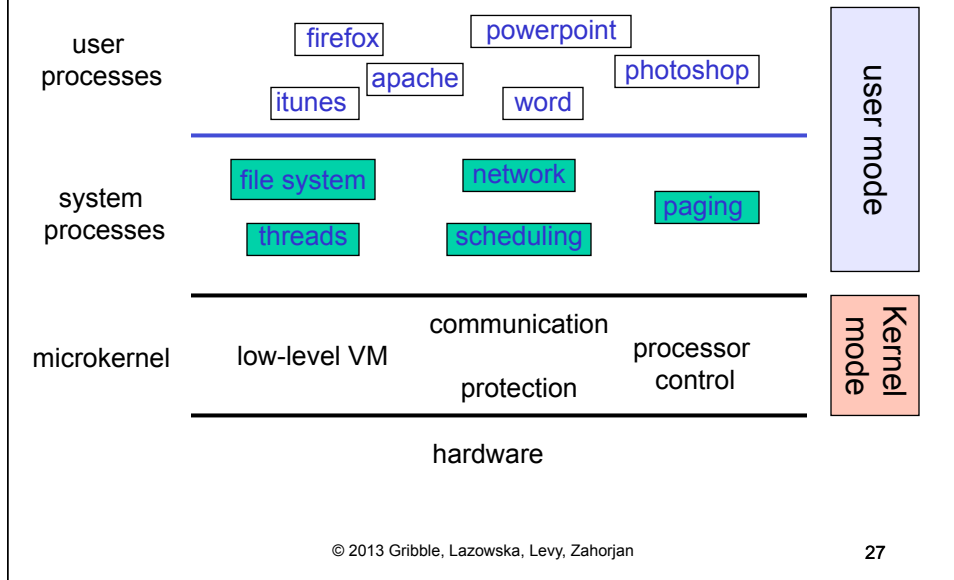 user
processes
firefox
powerpoint
apache
photoshop
itunes
word
user mode
system
processes
file system
network
paging
threads
scheduling
microkernel
low-level VM
communication
protection
processor
control
Kernel
mode
hardware
© 2013 Gribble, Lazowska, Levy, Zahorjan
27